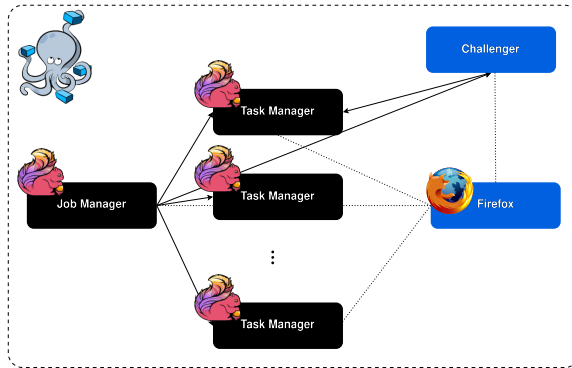 Challenger
Task Manager
Task Manager
Job Manager
Firefox
⋮
Task Manager